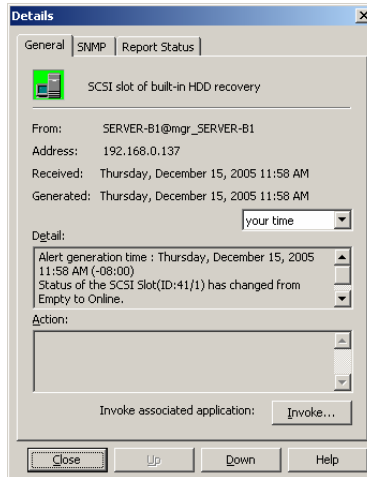 Details
General SNMP Report Status
SCSI slot of built-in HDD recovery
From: SERVER-B1@mgr_SERVER-B1
Address: 192.168.0.137
Received: Thursday, December 15, 2005 11:58 AM
Generated: Thursday, December 15, 2005 11:58 AM
your time
Detail:
Alert generation time : Thursday, December 15, 2005
11:58 AM (-08:00)
Status of the SCSI Slot(ID:41/1) has changed from
Empty to Online.
Action:
Invoke associated application: Invoke...
Close Up Down Help